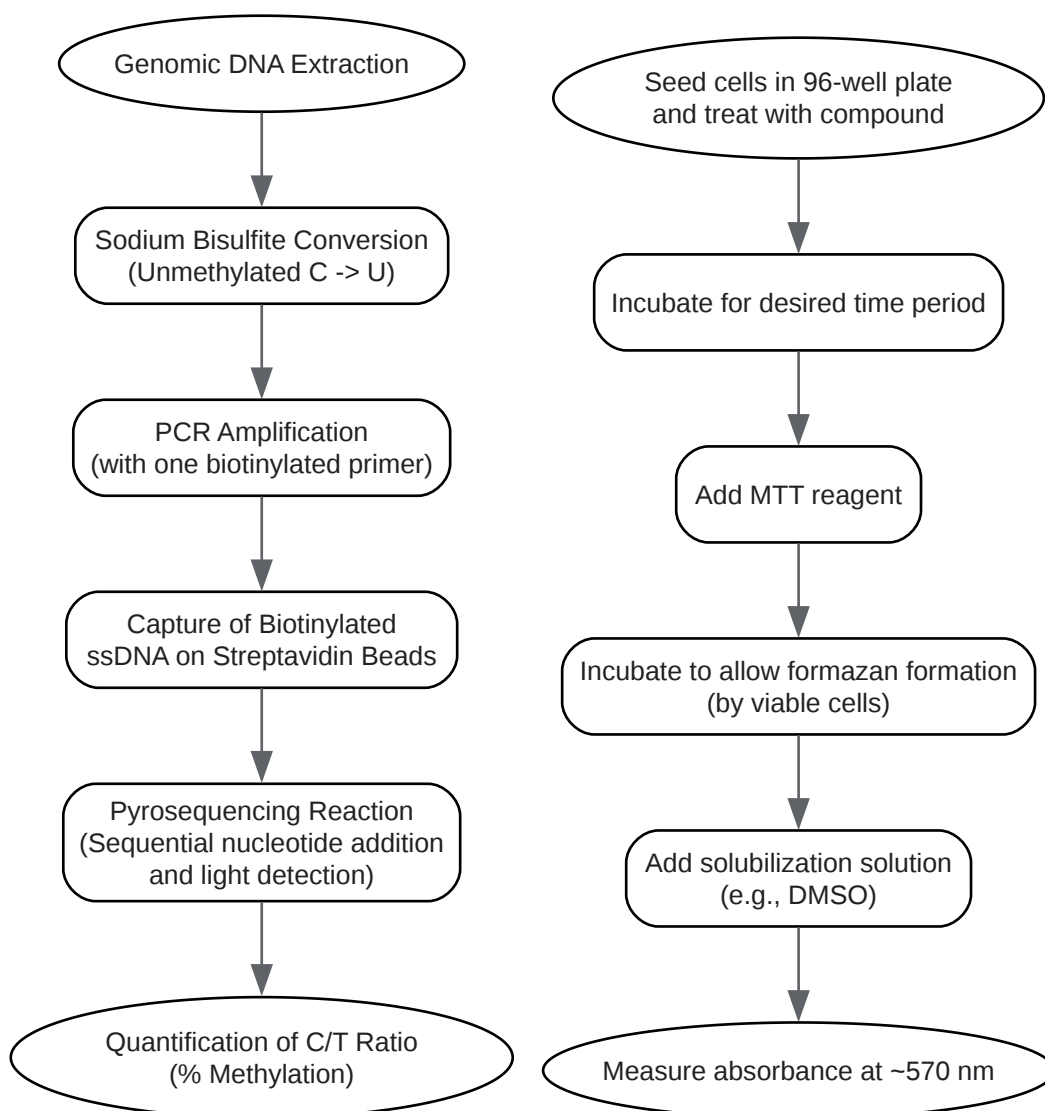 Genomic DNA Extraction
Sodium Bisulfite Conversion
(Unmethylated C -> U)
PCR Amplification
(with one biotinylated primer)
Capture of Biotinylated
ssDNA on Streptavidin Beads
Pyrosequencing Reaction
(Sequential nucleotide addition
and light detection)
Quantification of C/T Ratio
(% Methylation)
Seed cells in 96-well plate
and treat with compound
Incubate for desired time period
Add MTT reagent
Incubate to allow formazan formation
(by viable cells)
Add solubilization solution
(e.g., DMSO)
Measure absorbance at ~570 nm